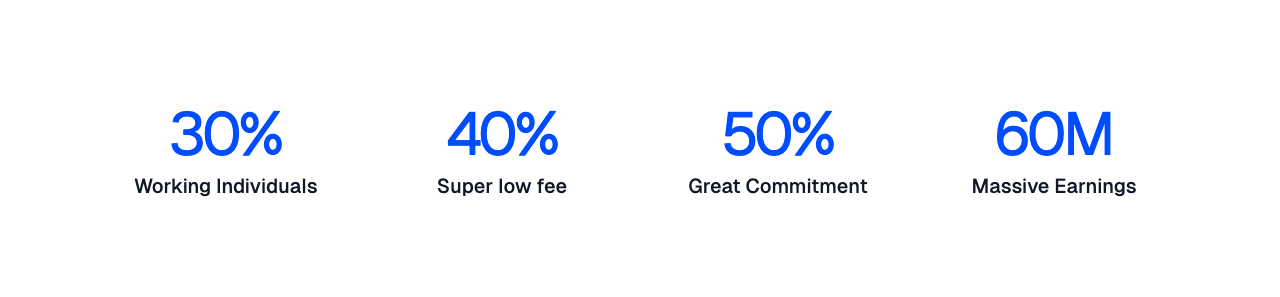 30%
Working Individuals
40%
Super low fee
50%
Great Commitment
60M
Massive Earnings